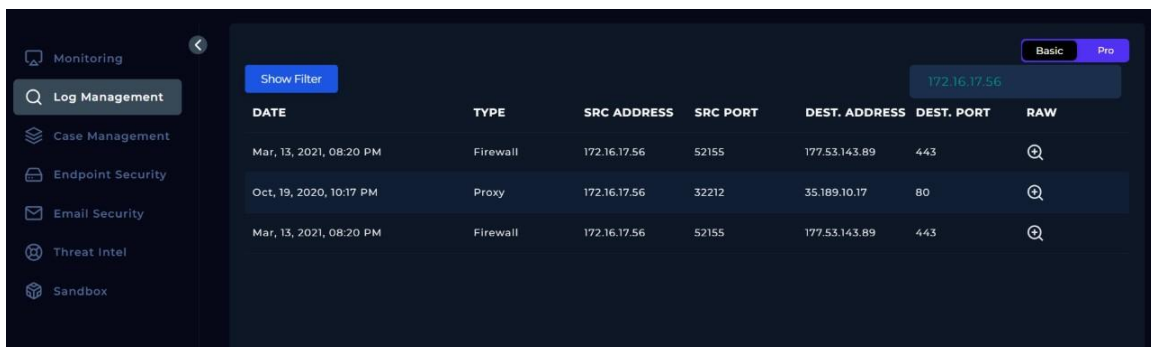 Monitoring
Log Management
Case Management
Endpoint Security
Email Security
Threat Intel
Sandbox
Basic Pro
Show Filter
172.16.17.56
DATE TYPE SRC ADDRESS SRC PORT DEST. ADDRESS DEST. PORT RAW
Mar, 13, 2021, 08:20 PM Firewall 172.16.17.56 52155 177.53.143.89 443
Oct, 19, 2020, 10:17 PM Proxy 172.16.17.56 32212 35.189.10.17 80
Mar, 13, 2021, 08:20 PM Firewall 172.16.17.56 52155 177.53.143.89 443